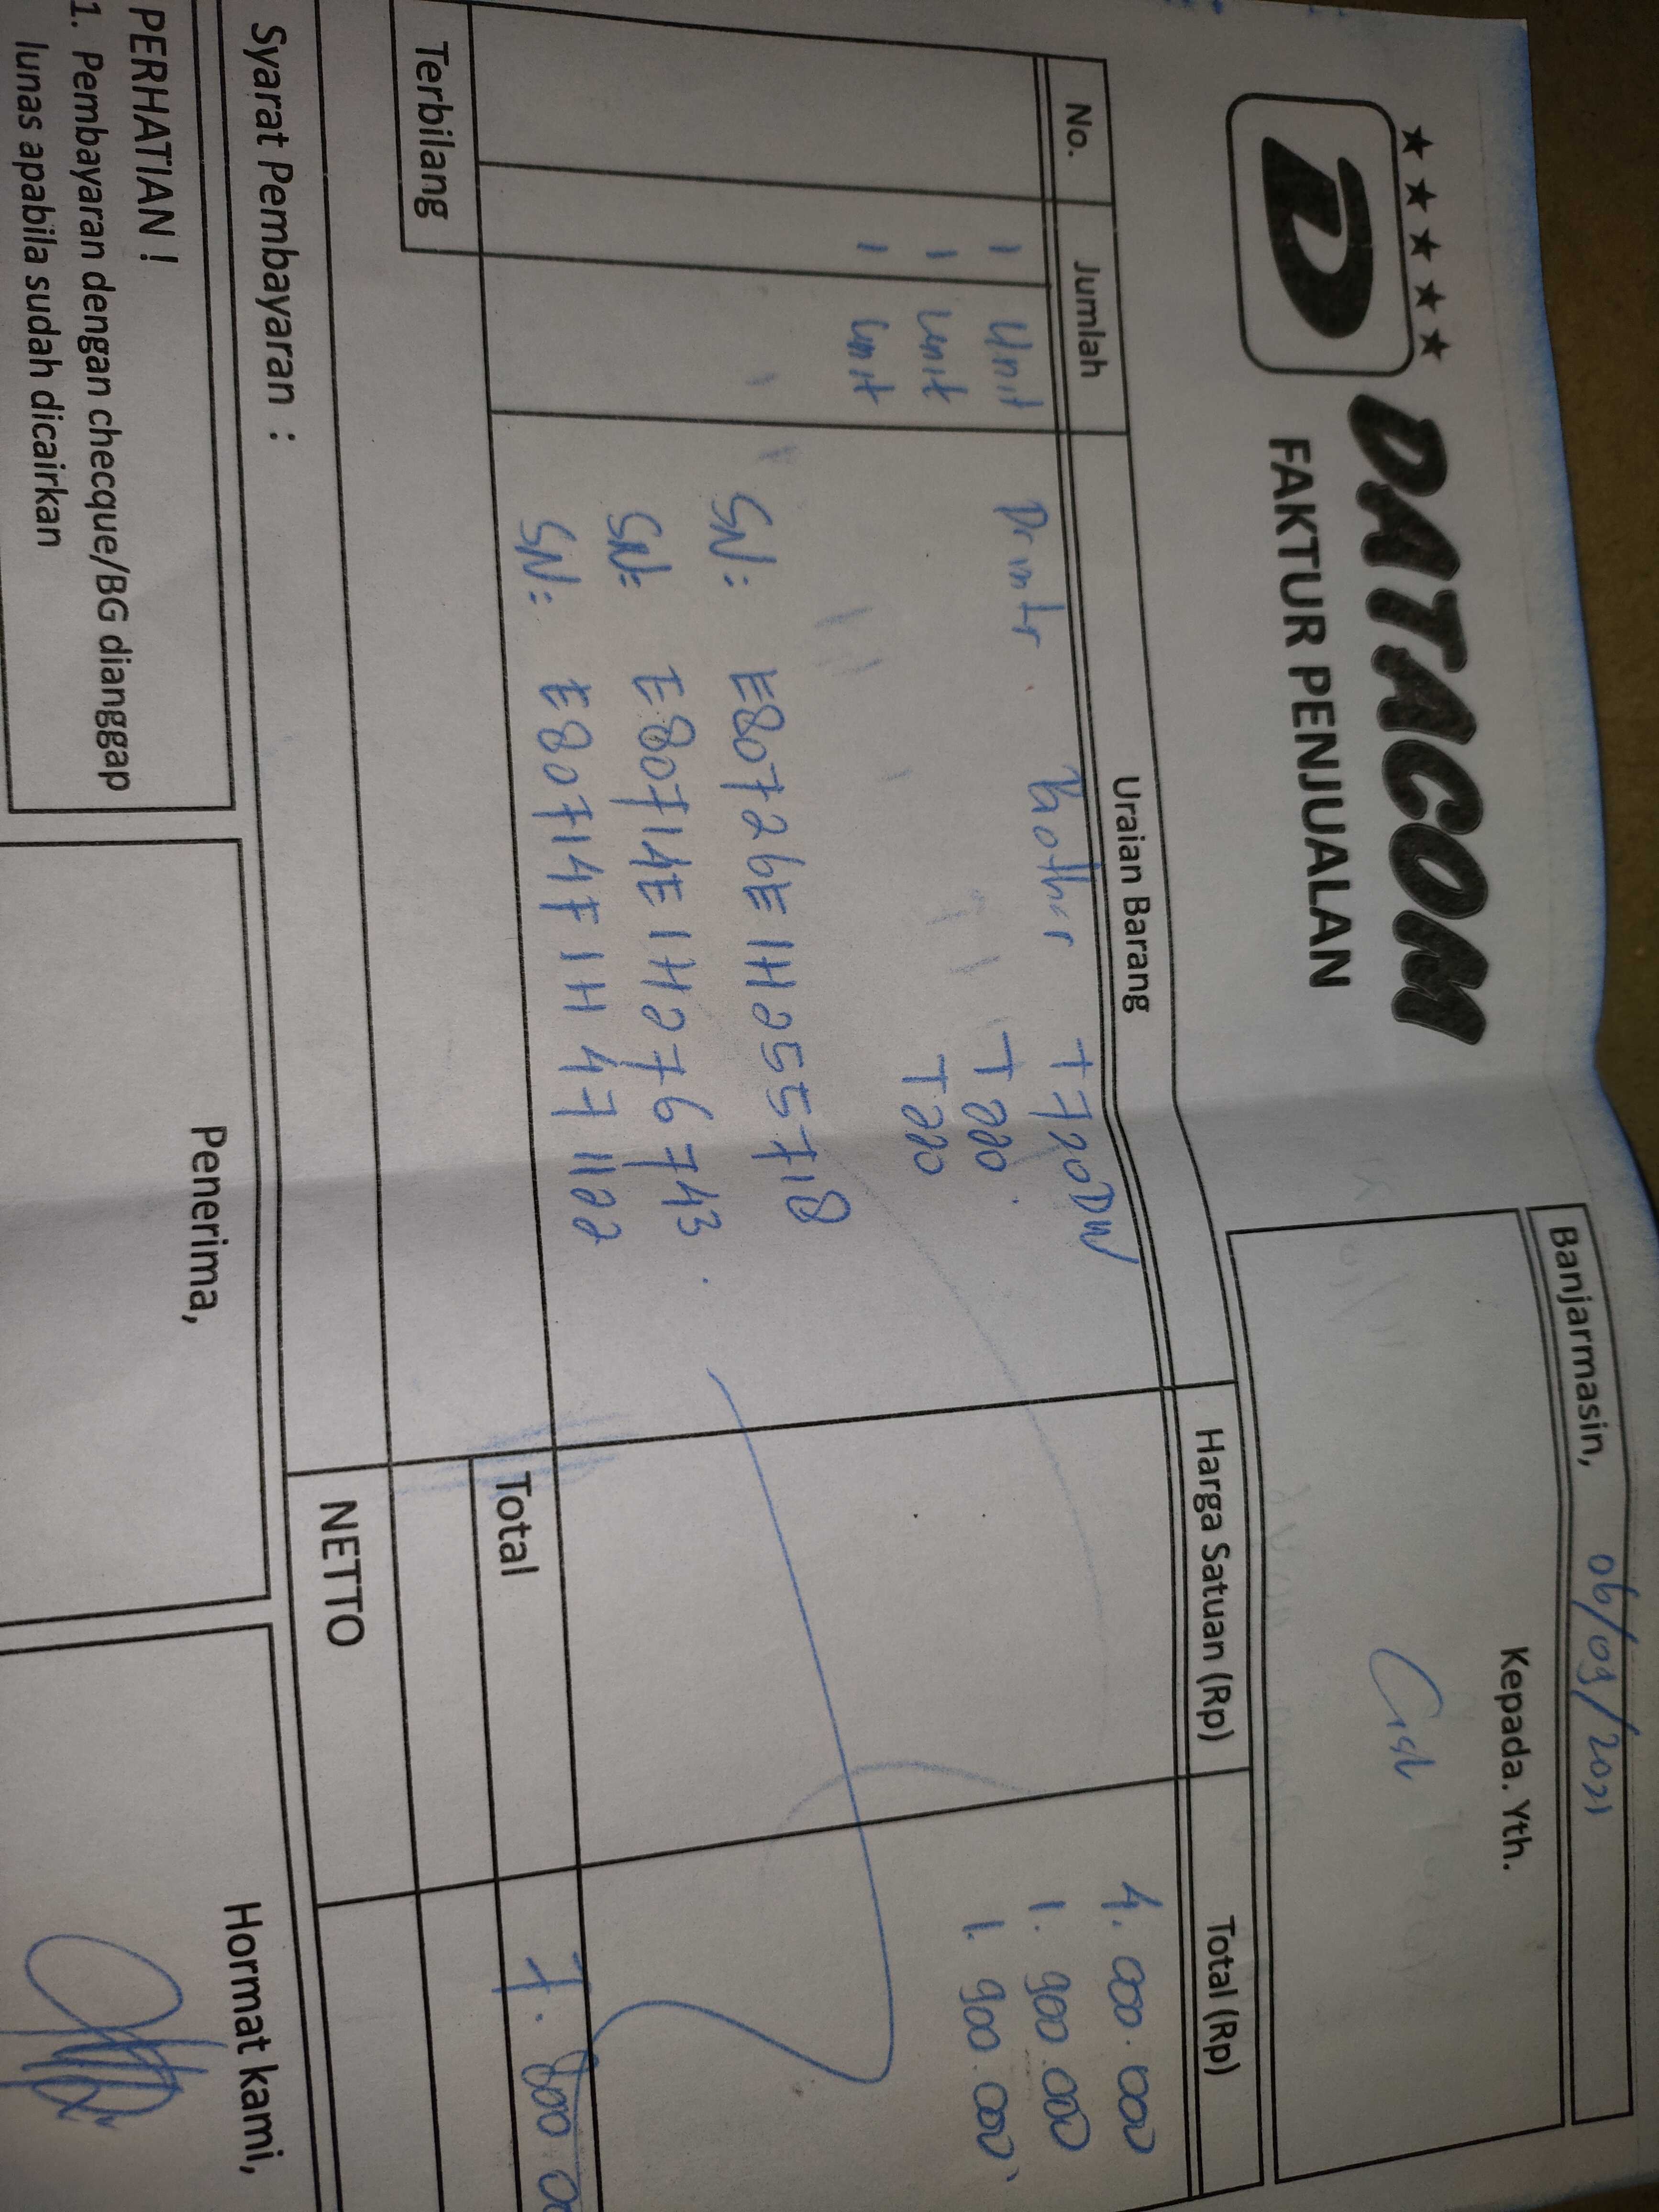 DATACOM
FAKTUR PENJUALAN
Banjarmasin, 06/09/2021
Kepada. Yth.
Cash
No. Jumlah Uraian Barang Harga Satuan (Rp) Total (Rp)
1 Unit Printr Brother T720DW 4.000.000
1 Unit T220 1.900.000
1 Unit T220 1.900.000
SN: E80726E1H255718
SN: E80714E1H276743
SN: E80714F1H471122
Total 7.800.00
Terbilang
NETTO
Syarat Pembayaran :
PERHATIAN !
1. Pembayaran dengan checque/BG dianggap
lunas apabila sudah dicairkan
Penerima,
Hormat kami,